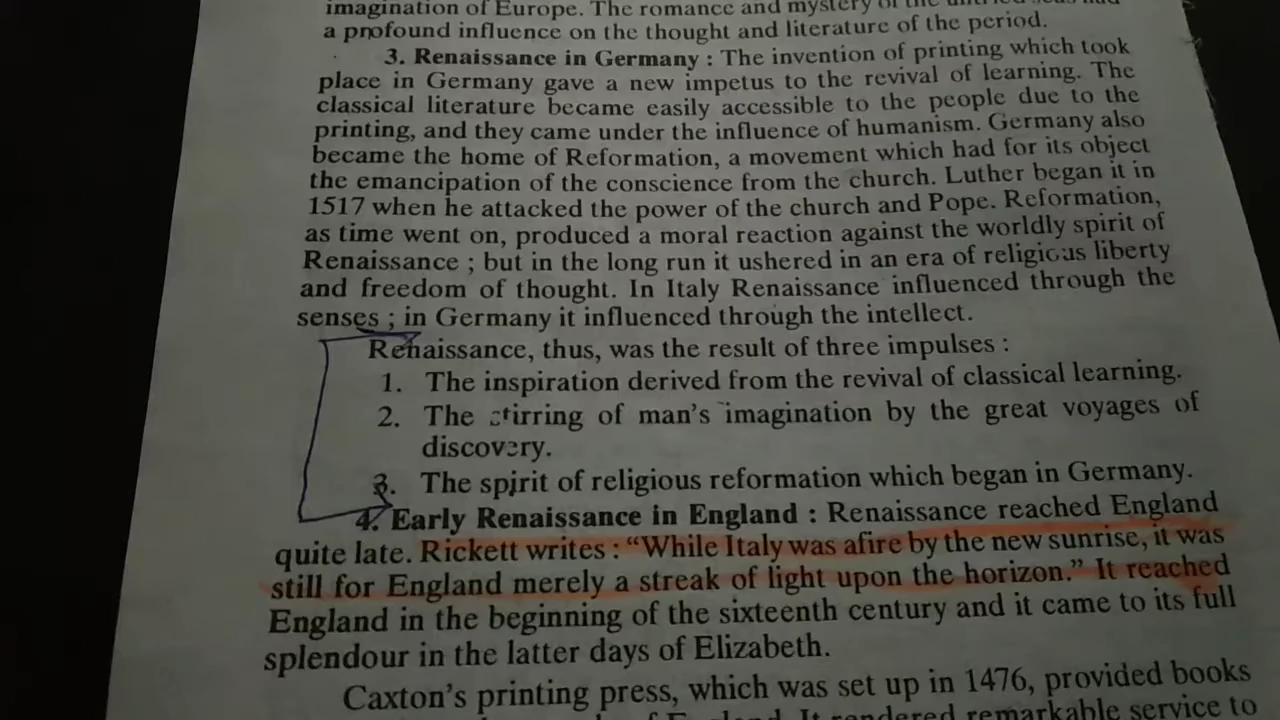 imagination of Europe. The romance and mystery of the untried seas had
a profound influence on the thought and literature of the period.
3. Renaissance in Germany : The invention of printing which took
place in Germany gave a new impetus to the revival of learning. The
classical literature became easily accessible to the people due to the
printing, and they came under the influence of humanism. Germany also
became the home of Reformation, a movement which had for its object
the emancipation of the conscience from the church. Luther began it in
1517 when he attacked the power of the church and Pope. Reformation,
as time went on, produced a moral reaction against the worldly spirit of
Renaissance ; but in the long run it ushered in an era of religious liberty
and freedom of thought. In Italy Renaissance influenced through the
senses ; in Germany it influenced through the intellect.
Renaissance, thus, was the result of three impulses :
1. The inspiration derived from the revival of classical learning.
2. The stirring of man's imagination by the great voyages of
discovery.
3. The spirit of religious reformation which began in Germany.
4. Early Renaissance in England : Renaissance reached England
quite late. Rickett writes : “While Italy was afire by the new sunrise, it was
still for England merely a streak of light upon the horizon.” It reached
England in the beginning of the sixteenth century and it came to its full
splendour in the latter days of Elizabeth.
Caxton's printing press, which was set up in 1476, provided books
of England. It rendered remarkable service to